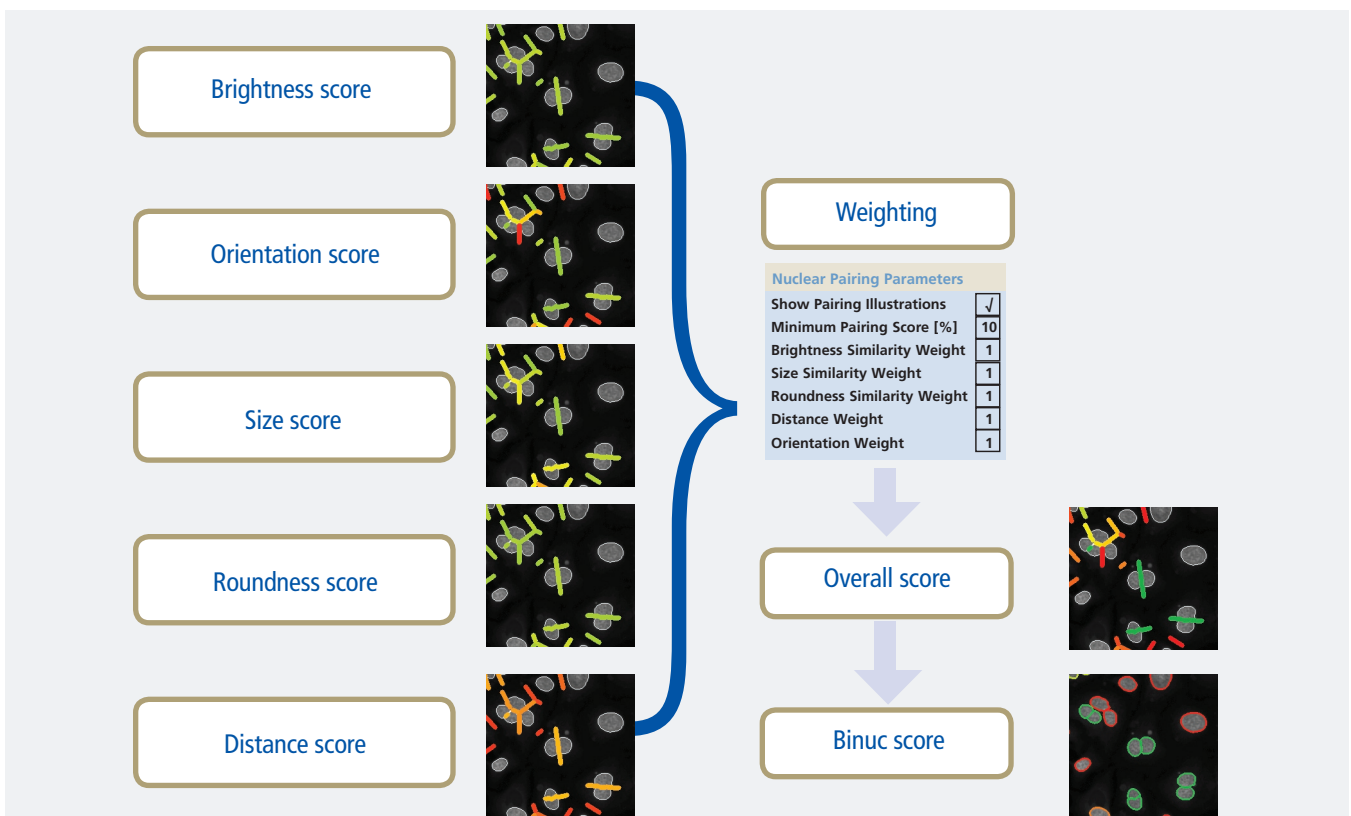 Brightness score
Orientation score
Size score
Roundness score
Distance score
Weighting
Nuclear Pairing Parameters
Show Pairing Illustrations √
Minimum Pairing Score [%] 10
Brightness Similarity Weight 1
Size Similarity Weight 1
Roundness Similarity Weight 1
Distance Weight 1
Orientation Weight 1
Overall score
Binuc score